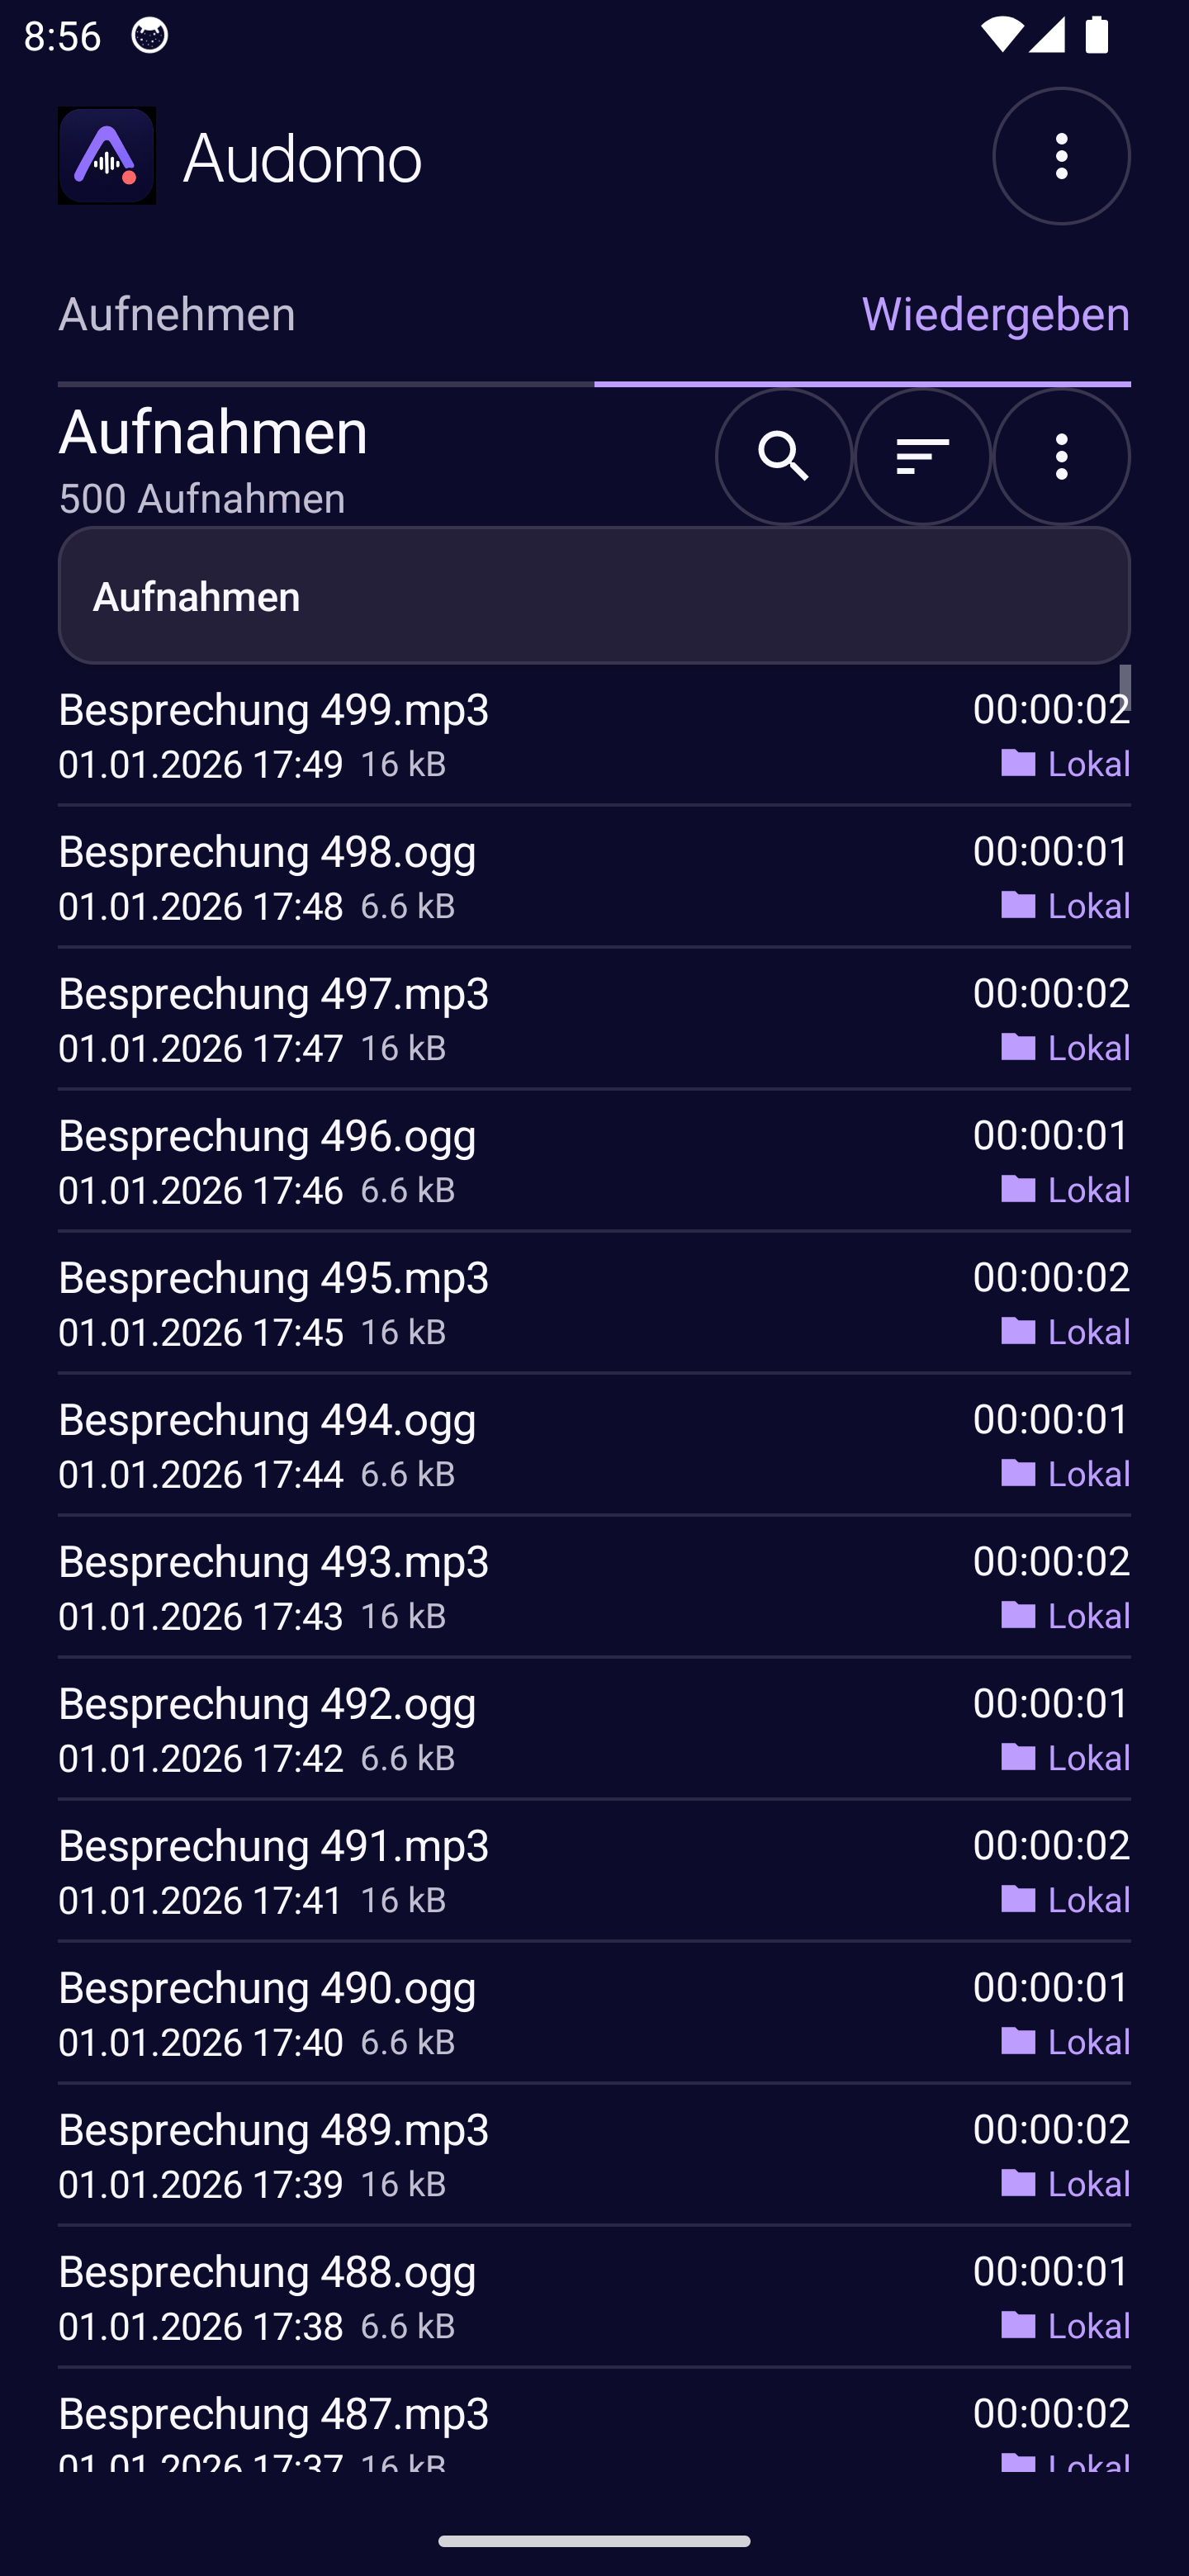 8:56
Audomo
Aufnehmen
Wiedergeben
Aufnahmen
500 Aufnahmen
Aufnahmen
Besprechung 499.mp3 00:00:02
01.01.2026 17:49 16 kB Lokal
Besprechung 498.ogg 00:00:01
01.01.2026 17:48 6.6 kB Lokal
Besprechung 497.mp3 00:00:02
01.01.2026 17:47 16 kB Lokal
Besprechung 496.ogg 00:00:01
01.01.2026 17:46 6.6 kB Lokal
Besprechung 495.mp3 00:00:02
01.01.2026 17:45 16 kB Lokal
Besprechung 494.ogg 00:00:01
01.01.2026 17:44 6.6 kB Lokal
Besprechung 493.mp3 00:00:02
01.01.2026 17:43 16 kB Lokal
Besprechung 492.ogg 00:00:01
01.01.2026 17:42 6.6 kB Lokal
Besprechung 491.mp3 00:00:02
01.01.2026 17:41 16 kB Lokal
Besprechung 490.ogg 00:00:01
01.01.2026 17:40 6.6 kB Lokal
Besprechung 489.mp3 00:00:02
01.01.2026 17:39 16 kB Lokal
Besprechung 488.ogg 00:00:01
01.01.2026 17:38 6.6 kB Lokal
Besprechung 487.mp3 00:00:02
01.01.2026 17:37 16 kB Lokal